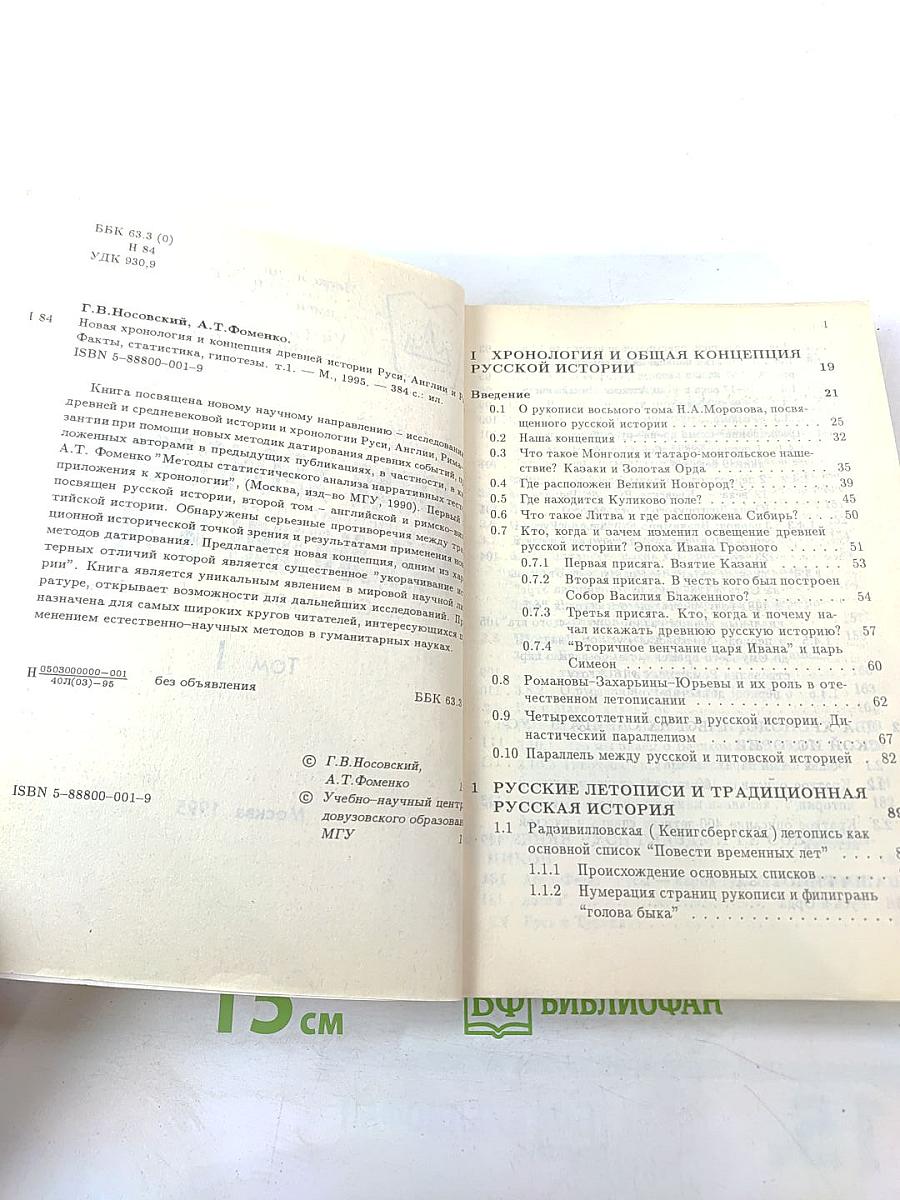 ББК 63.3 (0)
Н 84
УДК 930,9
Г.В.Носовский, А.Т.Фоменко.
84
Новая хронология и концепция древней истории Руси, Англии и
Факты, статистика, гипотезы. т.1. — М., 1995. — 384 с.: ил.
ISBN 5–88800–001–9
Книга посвящена новому научному направлению – исследованию
древней и средневековой истории и хронологии Руси, Англии, Рима
зантии при помощи новых методик датирования древних событий,
ложенных авторами в предыдущих публикациях, в частности, в
А.Т. Фоменко "Методы статистического анализа нарративных
приложения к хронологии", (Москва, изд–во МГУ, 1990). Первый
посвящен русской истории, второй том – английской и римско–
тийской истории. Обнаружены серьезные противоречия между
ционной исторической точкой зрения и результатами применения
методов датирования. Предлагается новая концепция, одним из
терных отличий которой является существенное "укорачивание
рии". Книга является уникальным явлением в мировой научной
ратуре, открывает возможности для дальнейших исследований.
назначена для самых широких кругов читателей, интересующихся
менением естественно–научных методов в гуманитарных науках.
Н 0503000000–001
40Л(03)–95
без объявления
ББК 63.3
© Г.В.Носовский,
А.Т.Фоменко
© Учебно–научный центр
довузовского образован
МГУ
ISBN 5–88800–001–9
1
I ХРОНОЛОГИЯ И ОБЩАЯ КОНЦЕПЦИЯ
РУССКОЙ ИСТОРИИ 19
Введение 21
0.1 О рукописи восьмого тома Н.А.Морозова, посвя-
щенного русской истории . . . . . . . . . . . . . . 25
0.2 Наша концепция . . . . . . . . . . . . . . . . . . . 32
0.3 Что такое Монголия и татаро-монгольское наше-
ствие? Казаки и Золотая Орда . . . . . . . . . . . 35
0.4 Где расположен Великий Новгород? . . . . . . . . 39
0.5 Где находится Куликово поле? . . . . . . . . . . . 45
0.6 Что такое Литва и где расположена Сибирь? . . . 50
0.7 Кто, когда и зачем изменил освещение древней
русской истории? Эпоха Ивана Грозного . . . . . . 51
0.7.1 Первая присяга. Взятие Казани . . . . . . 53
0.7.2 Вторая присяга. В честь кого был построен
Собор Василия Блаженного? . . . . . . . . . 54
0.7.3 Третья присяга. Кто, когда и почему на-
чал искажать древнюю русскую историю? 57
0.7.4 “Вторичное венчание царя Ивана” и царь
Симеон . . . . . . . . . . . . . . . . . . . 60
0.8 Романовы–Захарьины–Юрьевы и их роль в оте-
чественном летописании . . . . . . . . . . . . . . 62
0.9 Четырехсотлетний сдвиг в русской истории. Ди-
настический параллелизм . . . . . . . . . . . . . . 67
0.10 Параллель между русской и литовской историей . 82
1 РУССКИЕ ЛЕТОПИСИ И ТРАДИЦИОННАЯ
РУССКАЯ ИСТОРИЯ 89
1.1 Радзивилловская ( Кенигсбергская ) летопись как
основной список “Повести временных лет” . . . .
1.1.1 Происхождение основных списков . . . . . .
1.1.2 Нумерация страниц рукописи и филигрань
“голова быка” . . . . . . . . . . . . . . . .
Том I
Москва 1995
15 см
БФ БИБЛИОФАН